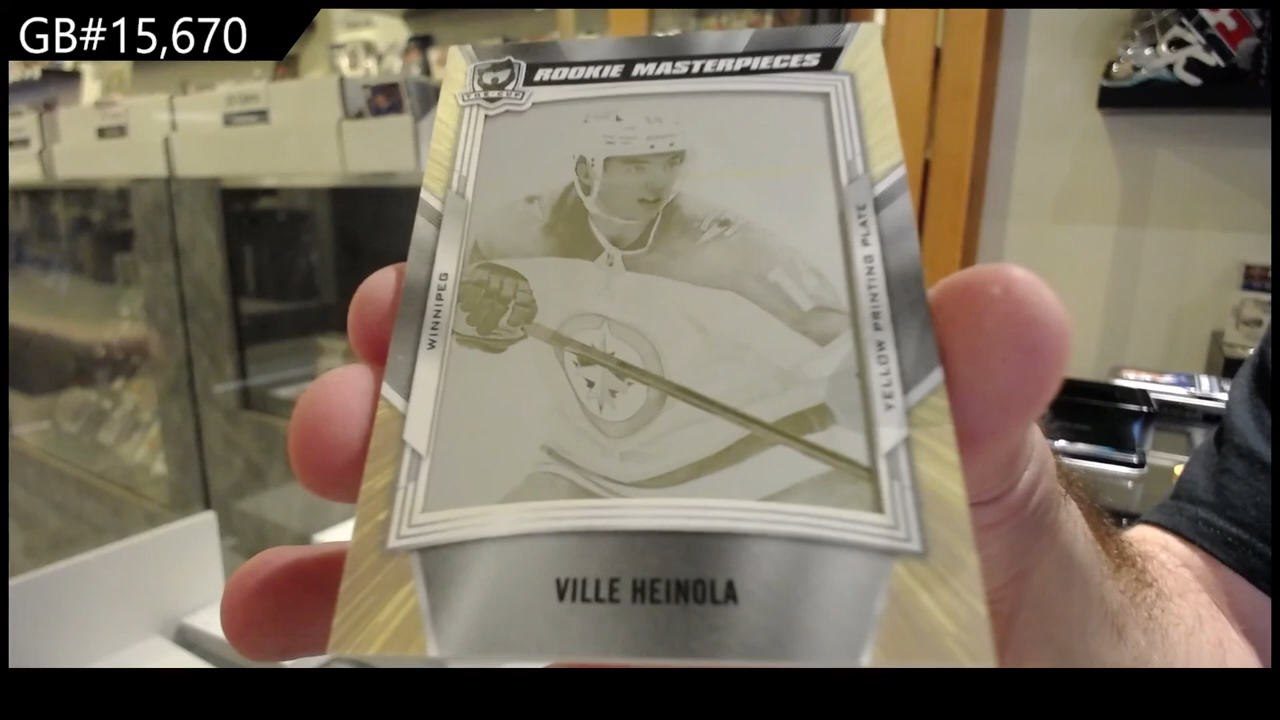 GB#15,670
ROOKIE MASTERPIECES
THE CUP
WINNIPEG
YELLOW PRINTING PLATE
VILLE HEINOLA